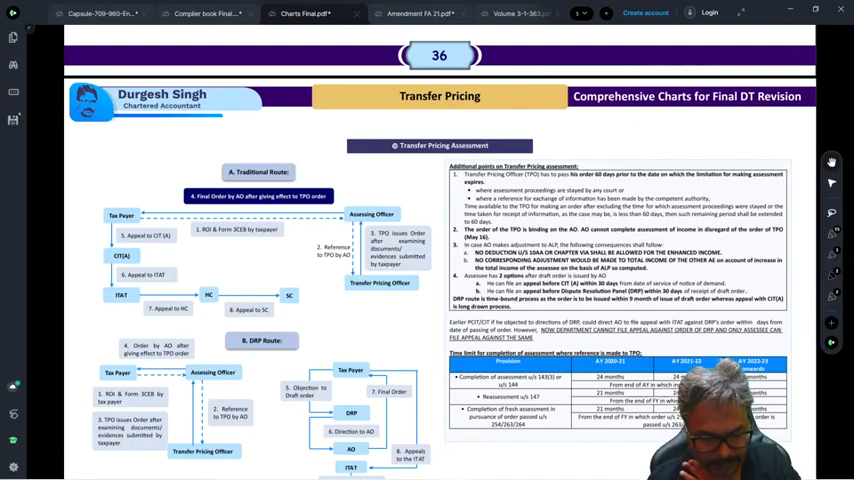 Capsule-709-960-En...
Compiler book Final....*
Charts Final.pdf*
Amendment FA 21.pdf*
Volume 3-1-363.pdf
Create account
Login
36
Durgesh Singh
Chartered Accountant
Transfer Pricing
Comprehensive Charts for Final DT Revision
Transfer Pricing Assessment
A. Traditional Route:
4. Final Order by AO after giving effect to TPO order
Tax Payer
Assessing Officer
1. ROI & Form 3CEB by taxpayer
5. Appeal to CIT (A)
2. Reference
to TPO by AO
3. TPO issues Order
after examining
documents/
evidences submitted
by taxpayer
CIT(A)
6. Appeal to ITAT
Transfer Pricing Officer
ITAT
HC
SC
7. Appeal to HC
8. Appeal to SC
B. DRP Route:
4. Order by AO after
giving effect to TPO order
Tax Payer
Assessing Officer
1. ROI & Form 3CEB by
tax payer
2. Reference
to TPO by AO
3. TPO issues Order after
examining documents/
evidences submitted by
taxpayer
Transfer Pricing Officer
Tax Payer
5. Objection to
Draft order
7. Final Order
DRP
6. Direction to AO
AO
8. Appeals
to the ITAT
ITAT
Additional points on Transfer Pricing assessment:
1. Transfer Pricing Officer (TPO) has to pass his order 60 days prior to the date on which the limitation for making assessment
expires.
• where assessment proceedings are stayed by any court or
• where a reference for exchange of information has been made by the competent authority,
Time available to the TPO for making an order after excluding the time for which assessment proceedings were stayed or the
time taken for receipt of information, as the case may be, is less than 60 days, then such remaining period shall be extended
to 60 days.
2. The order of the TPO is binding on the AO. AO cannot complete assessment of income in disregard of the order of TPO
(May 16).
3. In case AO makes adjustment to ALP, the following consequences shall follow:
a. NO DEDUCTION U/S 10AA OR CHAPTER VIA SHALL BE ALLOWED FOR THE ENHANCED INCOME.
b. NO CORRESPONDING ADJUSTMENT WOULD BE MADE TO TOTAL INCOME OF THE OTHER AE on account of increase in
the total income of the assessee on the basis of ALP so computed.
4. Assessee has 2 options after draft order is issued by AO
a. He can file an appeal before CIT (A) within 30 days from date of service of notice of demand.
b. He can file an appeal before Dispute Resolution Panel (DRP) within 30 days of receipt of draft order.
DRP route is time-bound process as the order to be issued within 9 month of issue of draft order whereas appeal with CIT(A)
is long drawn process.
Earlier PCIT/CIT if he objected to directions of DRP, could direct AO to file appeal with ITAT against DRP's order within days from
date of passing of order. However, NOW DEPARTMENT CANNOT FILE APPEAL AGAINST ORDER OF DRP AND ONLY ASSESSEE CAN
FILE APPEAL AGAINST THE SAME
Time limit for completion of assessment where reference is made to TPO:
Provision
AY 2020-21
AY 2021-22
AY 2022-23
onwards
• Completion of assessment u/s 143(3) or
u/s 144
24 months
months
From end of AY in which in
• Reassessment u/s 147
21 months
months
From the end of FY in w
• Completion of fresh assessment in
pursuance of order passed u/s
254/263/264
21 months
months
From the end of FY in which order u/s 25
order is
passed u/s 263